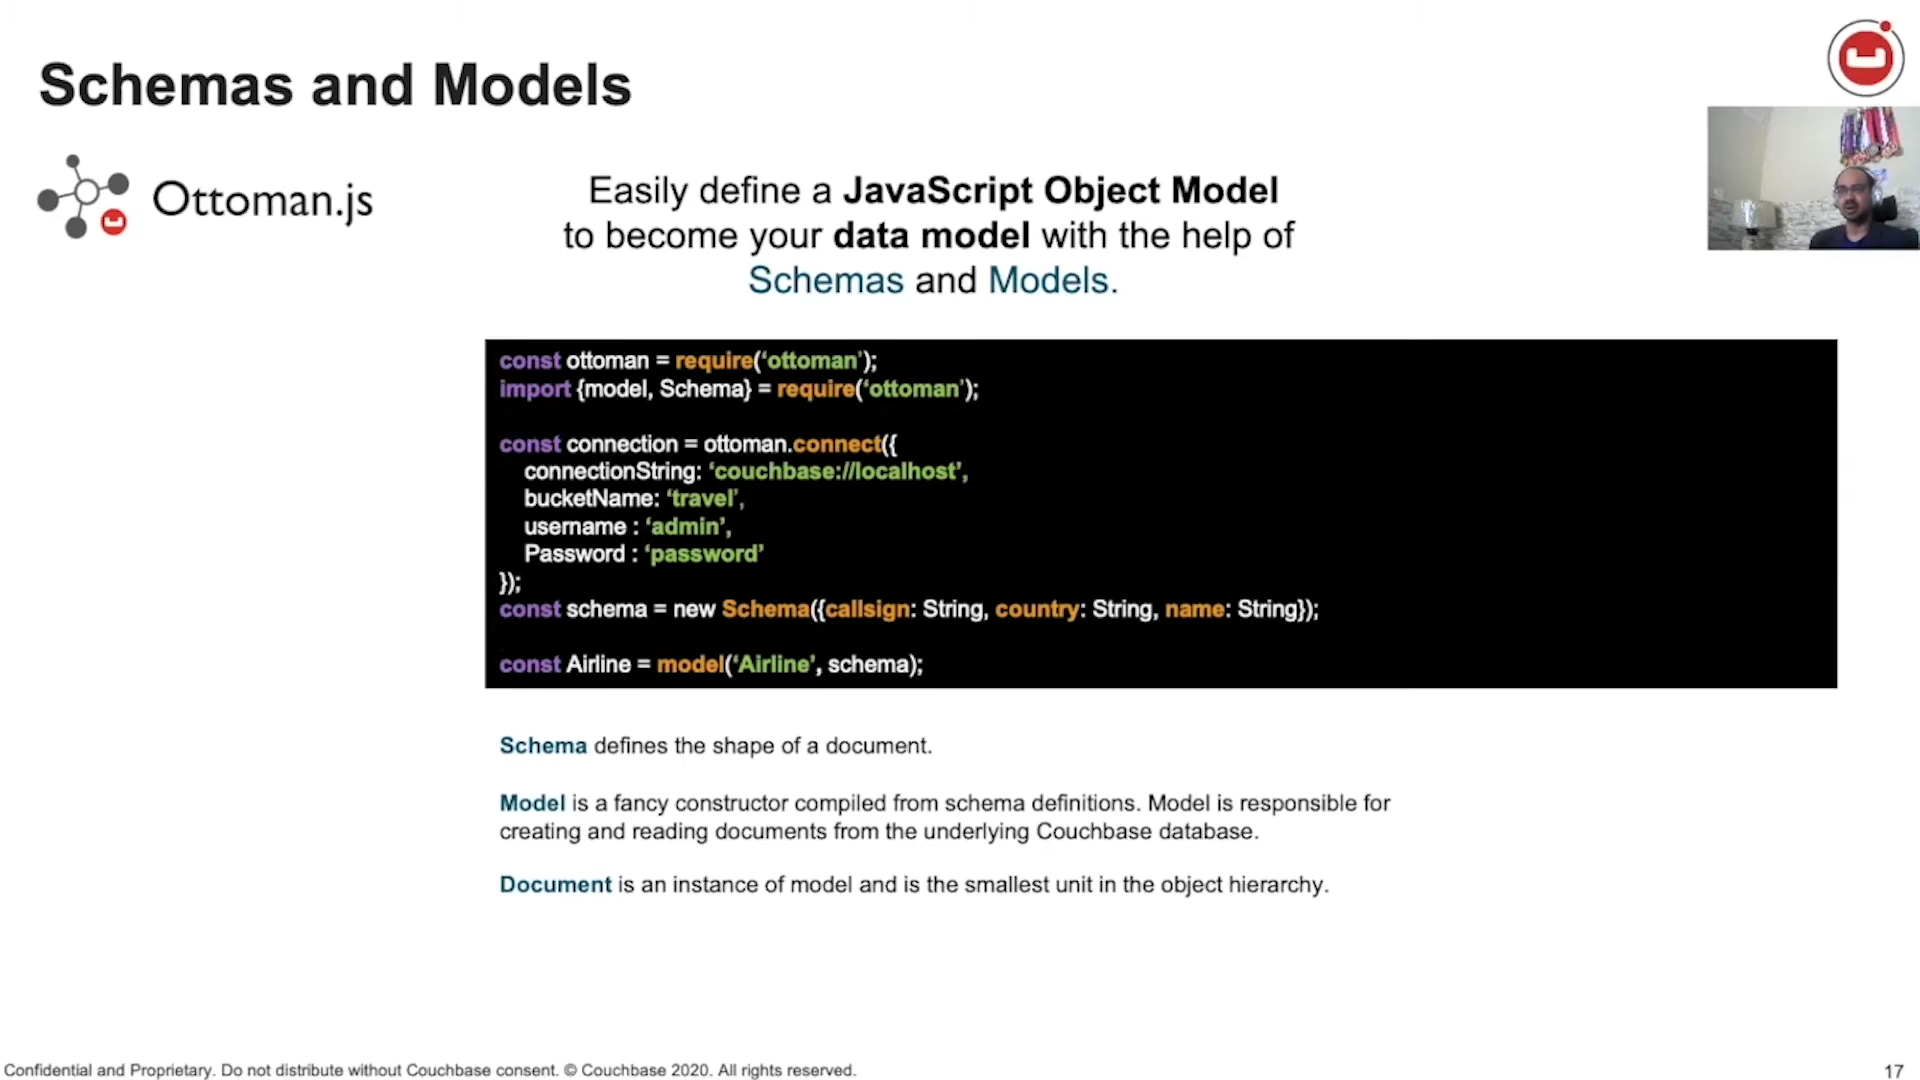 Schemas and Models
Ottoman.js
Easily define a JavaScript Object Model
to become your data model with the help of
Schemas and Models.
const ottoman = require(‘ottoman’);
import {model, Schema} = require(‘ottoman’);
const connection = ottoman.connect({
connectionString: ‘couchbase://localhost’,
bucketName: ‘travel’,
username : ‘admin’,
Password : ‘password’
});
const schema = new Schema({callsign: String, country: String, name: String});
const Airline = model(‘Airline’, schema);
Schema defines the shape of a document.
Model is a fancy constructor compiled from schema definitions. Model is responsible for
creating and reading documents from the underlying Couchbase database.
Document is an instance of model and is the smallest unit in the object hierarchy.
Confidential and Proprietary. Do not distribute without Couchbase consent. © Couchbase 2020. All rights reserved.
17